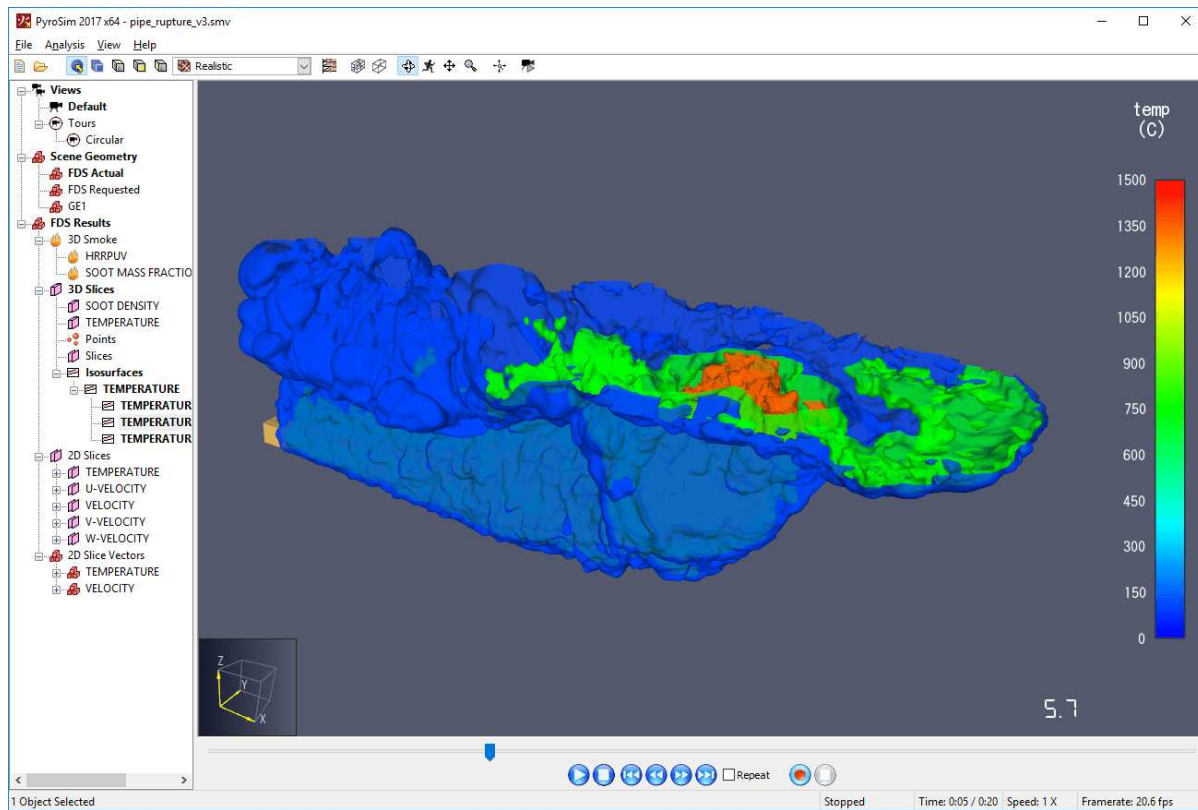 PyroSim 2017 x64 - pipe_rupture_v3.smv
File Analysis View Help
Realistic
Views
Default
Tours
Circular
Scene Geometry
FDS Actual
FDS Requested
GE1
FDS Results
3D Smoke
HRRPUV
SOOT MASS FRACTIO
3D Slices
SOOT DENSITY
TEMPERATURE
Points
Slices
Isosurfaces
TEMPERATURE
TEMPERATUR
TEMPERATUR
TEMPERATUR
2D Slices
TEMPERATURE
U-VELOCITY
VELOCITY
V-VELOCITY
W-VELOCITY
2D Slice Vectors
TEMPERATURE
VELOCITY
temp
(C)
1500
1350
1200
1050
900
750
600
450
300
150
0
Z
Y
X
5.7
Repeat
1 Object Selected Stopped Time: 0:05 / 0:20 Speed: 1 X Framerate: 20.6 fps